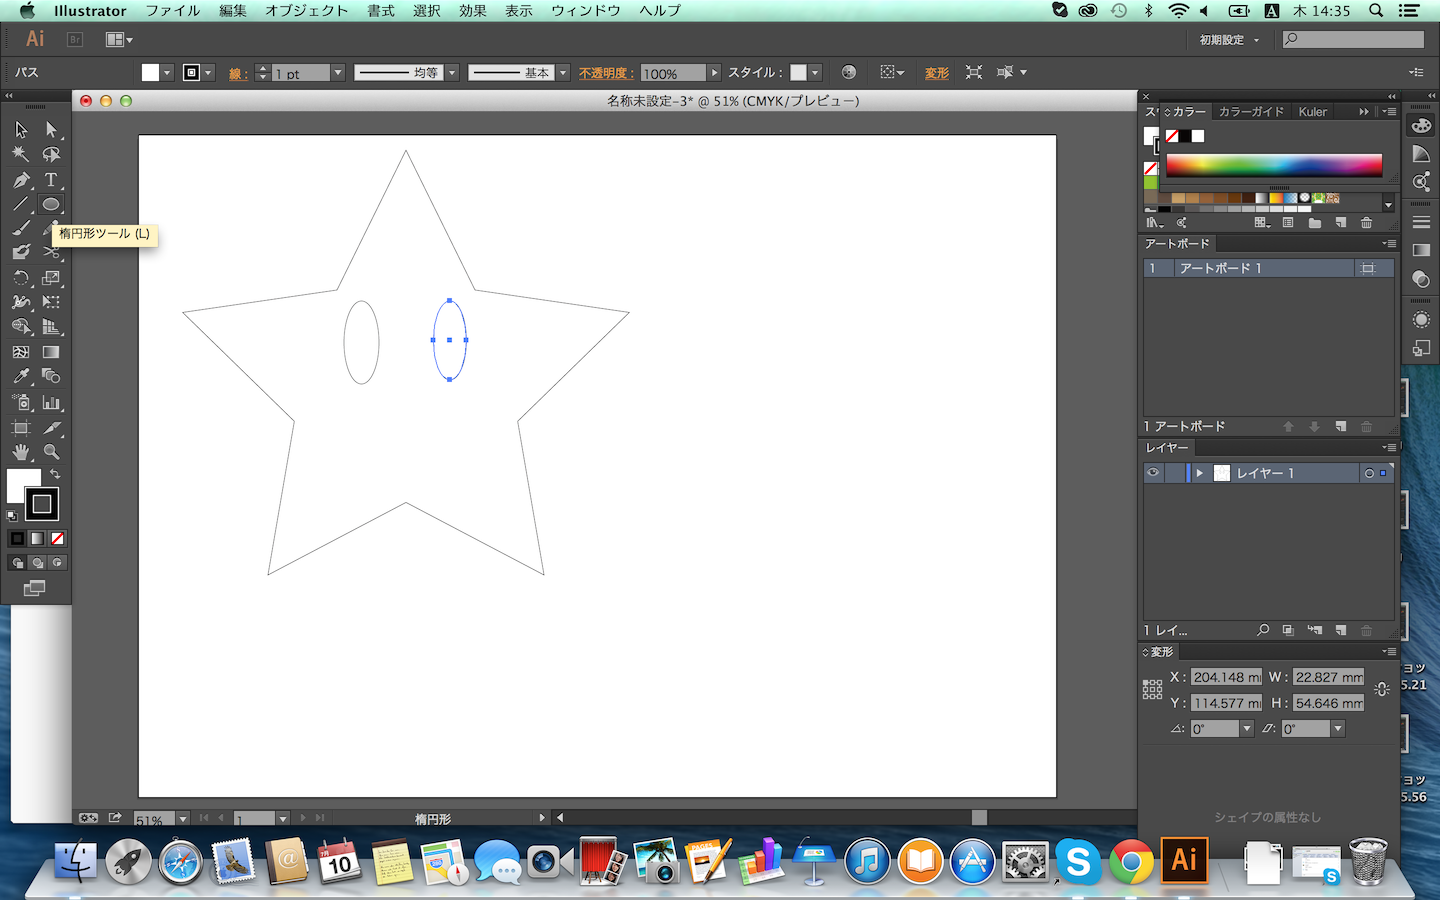 Illustrator ファイル 編集 オブジェクト 書式 選択 効果 表示 ウィンドウ ヘルプ A 木 14:35
Ai Br 初期設定
パス 線 : 1 pt 均等 基本 不透明度 : 100% スタイル : 変形
名称未設定-3* @ 51% (CMYK/プレビュー)
T
楕円形ツール (L)
カラー カラーガイド Kuler
アートボード
1 アートボード 1
1 アートボード
レイヤー
レイヤー 1
1 レイ...
変形
X : 204.148 m W : 22.827 mm
Y : 114.577 m H : 54.646 mm
0° 0°
シェイプの属性なし
51% 1 楕円形
ョツ
5.21
ョツ
5.56
7月
10
PAGES
S
Ai
S